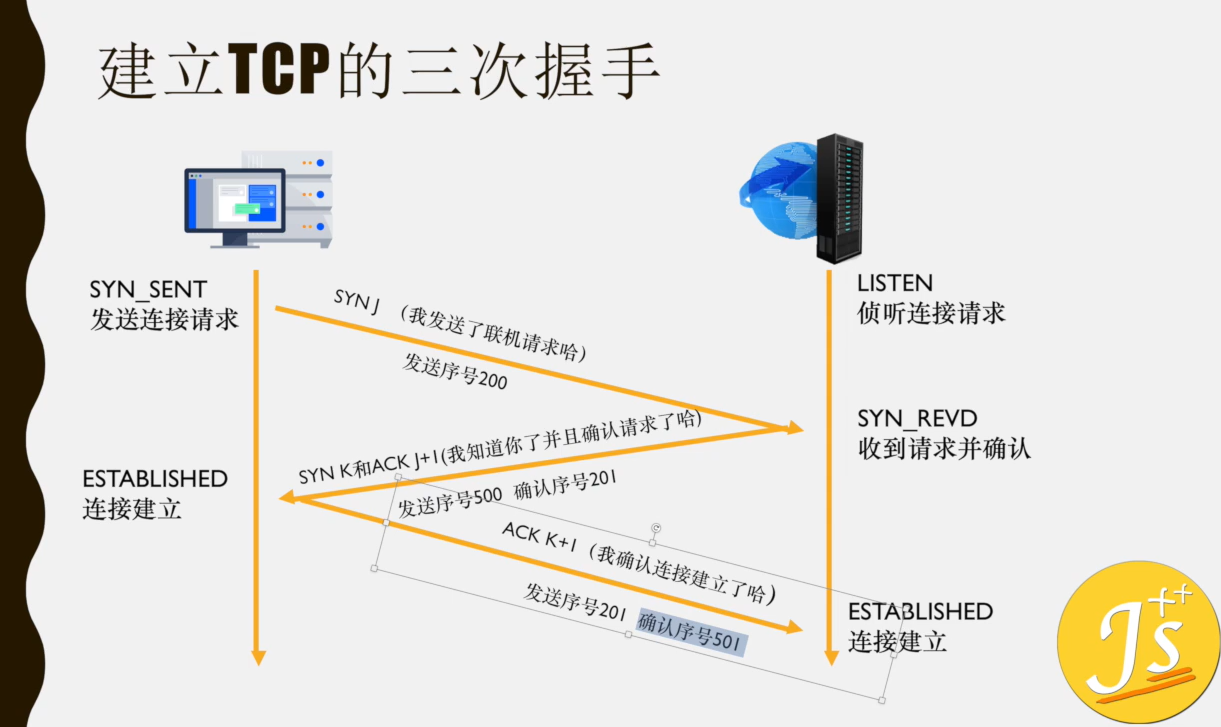 建立TCP的三次握手
SYN_SENT
发送连接请求
LISTEN
侦听连接请求
SYN J （我发送了联机请求哈）
发送序号200
SYN_REVD
收到请求并确认
SYN K和ACK J+1(我知道你了并且确认请求了哈)
发送序号500 确认序号201
ESTABLISHED
连接建立
ACK K+1（我确认连接建立了哈)
发送序号201 确认序号501
ESTABLISHED
连接建立
Js++